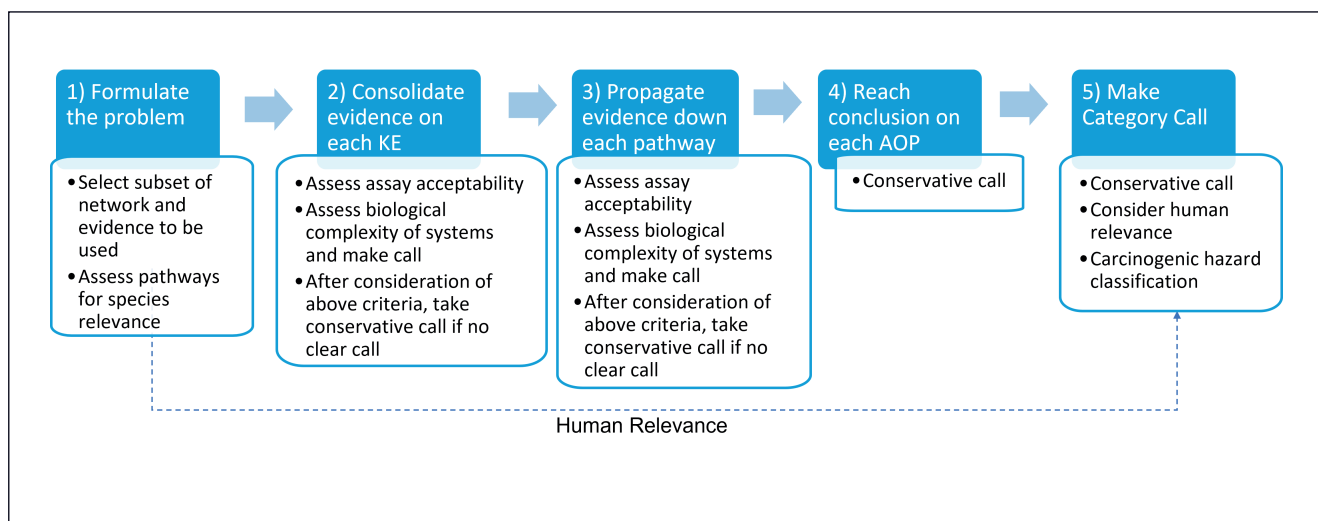 1) Formulate
the problem
•Select subset of
network and
evidence to be
used
•Assess pathways
for species
relevance
2) Consolidate
evidence on
each KE
•Assess assay acceptability
•Assess biological
complexity of systems
and make call
•After consideration of
above criteria, take
conservative call if no
clear call
3) Propagate
evidence down
each pathway
•Assess assay
acceptability
•Assess biological
complexity of systems
and make call
•After consideration of
above criteria, take
conservative call if no
clear call
4) Reach
conclusion on
each AOP
•Conservative call
5) Make
Category Call
•Conservative call
•Consider human
relevance
•Carcinogenic hazard
classification
Human Relevance